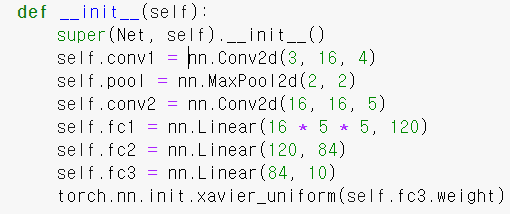 def __init__(self):
super(Net, self).__init__()
self.conv1 = nn.Conv2d(3, 16, 4)
self.pool = nn.MaxPool2d(2, 2)
self.conv2 = nn.Conv2d(16, 16, 5)
self.fc1 = nn.Linear(16 * 5 * 5, 120)
self.fc2 = nn.Linear(120, 84)
self.fc3 = nn.Linear(84, 10)
torch.nn.init.xavier_uniform(self.fc3.weight)